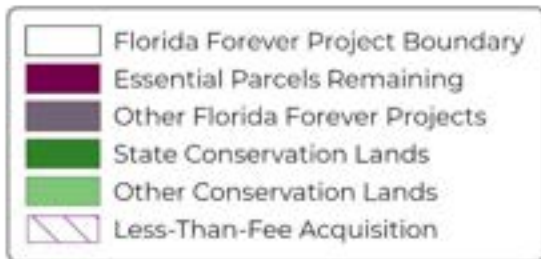 Florida Forever Project Boundary
Essential Parcels Remaining
Other Florida Forever Projects
State Conservation Lands
Other Conservation Lands
Less-Than-Fee Acquisition